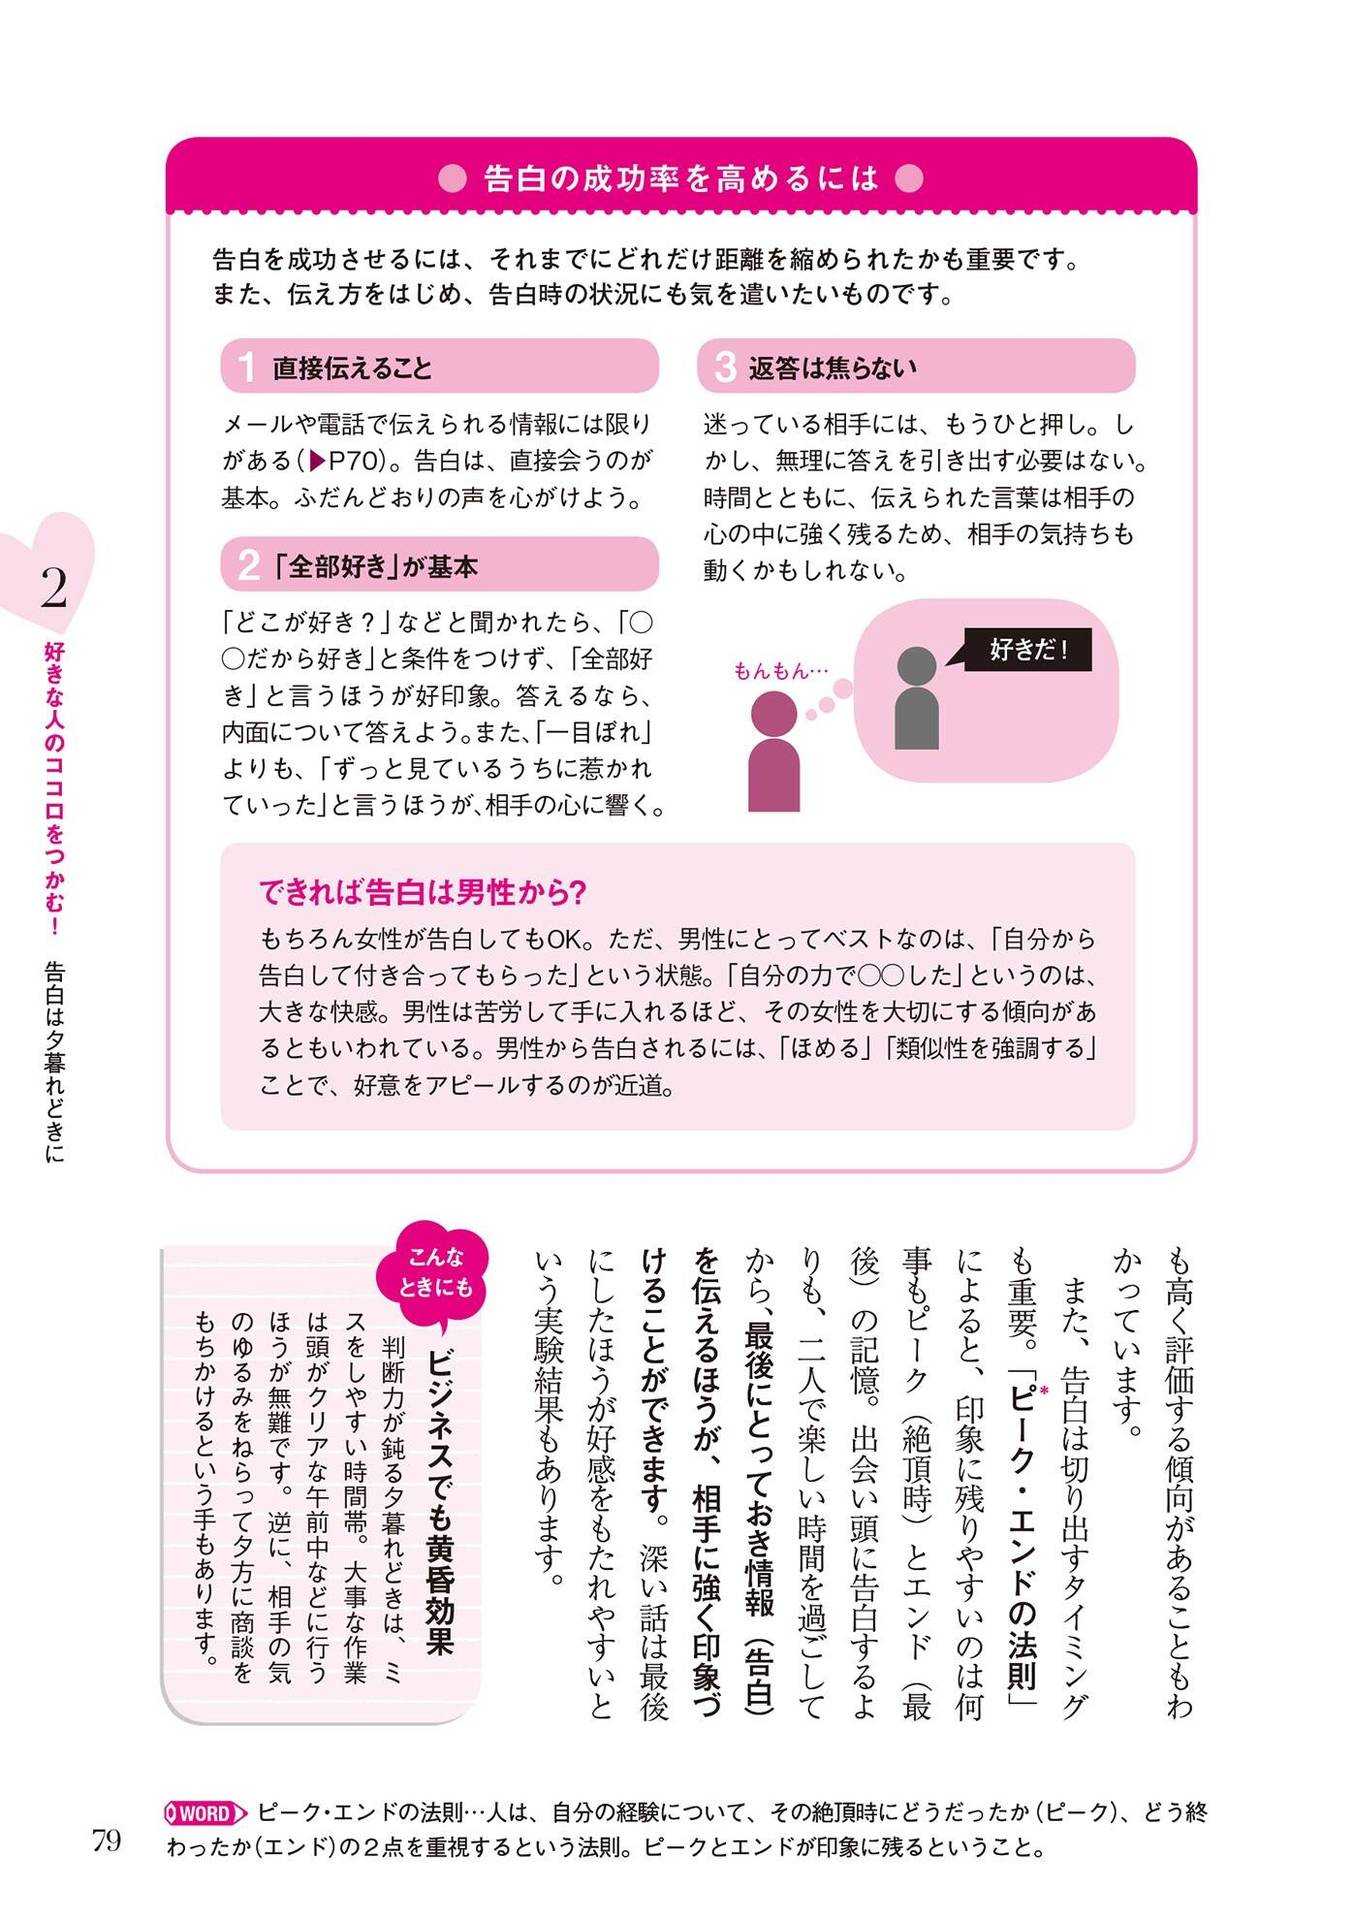 告白の成功率を高めるには
告白を成功させるには、それまでにどれだけ距離を縮められたかも重要です。
また、伝え方をはじめ、告白時の状況にも気を遣いたいものです。
1 直接伝えること
メールや電話で伝えられる情報には限り
がある(▶P70)。告白は、直接会うのが
基本。ふだんどおりの声を心がけよう。
2 「全部好き」が基本
「どこが好き？」などと聞かれたら、「○
○だから好き」と条件をつけず、「全部好
き」と言うほうが好印象。答えるなら、
内面について答えよう。また、「一目ぼれ」
よりも、「ずっと見ているうちに惹かれ
ていった」と言うほうが、相手の心に響く。
3 返答は焦らない
迷っている相手には、もうひと押し。し
かし、無理に答えを引き出す必要はない。
時間とともに、伝えられた言葉は相手の
心の中に強く残るため、相手の気持ちも
動くかもしれない。
もんもん…
好きだ！
できれば告白は男性から？
もちろん女性が告白してもOK。ただ、男性にとってベストなのは、「自分から
告白して付き合ってもらった」という状態。「自分の力で○○した」というのは、
大きな快感。男性は苦労して手に入れるほど、その女性を大切にする傾向があ
るともいわれている。男性から告白されるには、「ほめる」「類似性を強調する」
ことで、好意をアピールするのが近道。
2
好きな人のココロをつかむ！ 告白は夕暮れどきに
も高く評価する傾向があることもわ
かっています。
また、告白は切り出すタイミング
も重要。「ピーク・エンドの法則*」
によると、印象に残りやすいのは何
事もピーク（絶頂時）とエンド（最
後）の記憶。出会い頭に告白するよ
りも、二人で楽しい時間を過ごして
から、最後にとっておき情報（告白）
を伝えるほうが、相手に強く印象づ
けることができます。深い話は最後
にしたほうが好感をもたれやすいと
いう実験結果もあります。
こんな
ときにも
ビジネスでも黄昏効果
判断力が鈍る夕暮れどきは、ミ
スをしやすい時間帯。大事な作業
は頭がクリアな午前中などに行う
ほうが無難です。逆に、相手の気
のゆるみをねらって夕方に商談を
もちかけるという手もあります。
WORD ピーク・エンドの法則…人は、自分の経験について、その絶頂時にどうだったか（ピーク）、どう終
わったか（エンド）の2点を重視するという法則。ピークとエンドが印象に残るということ。
79